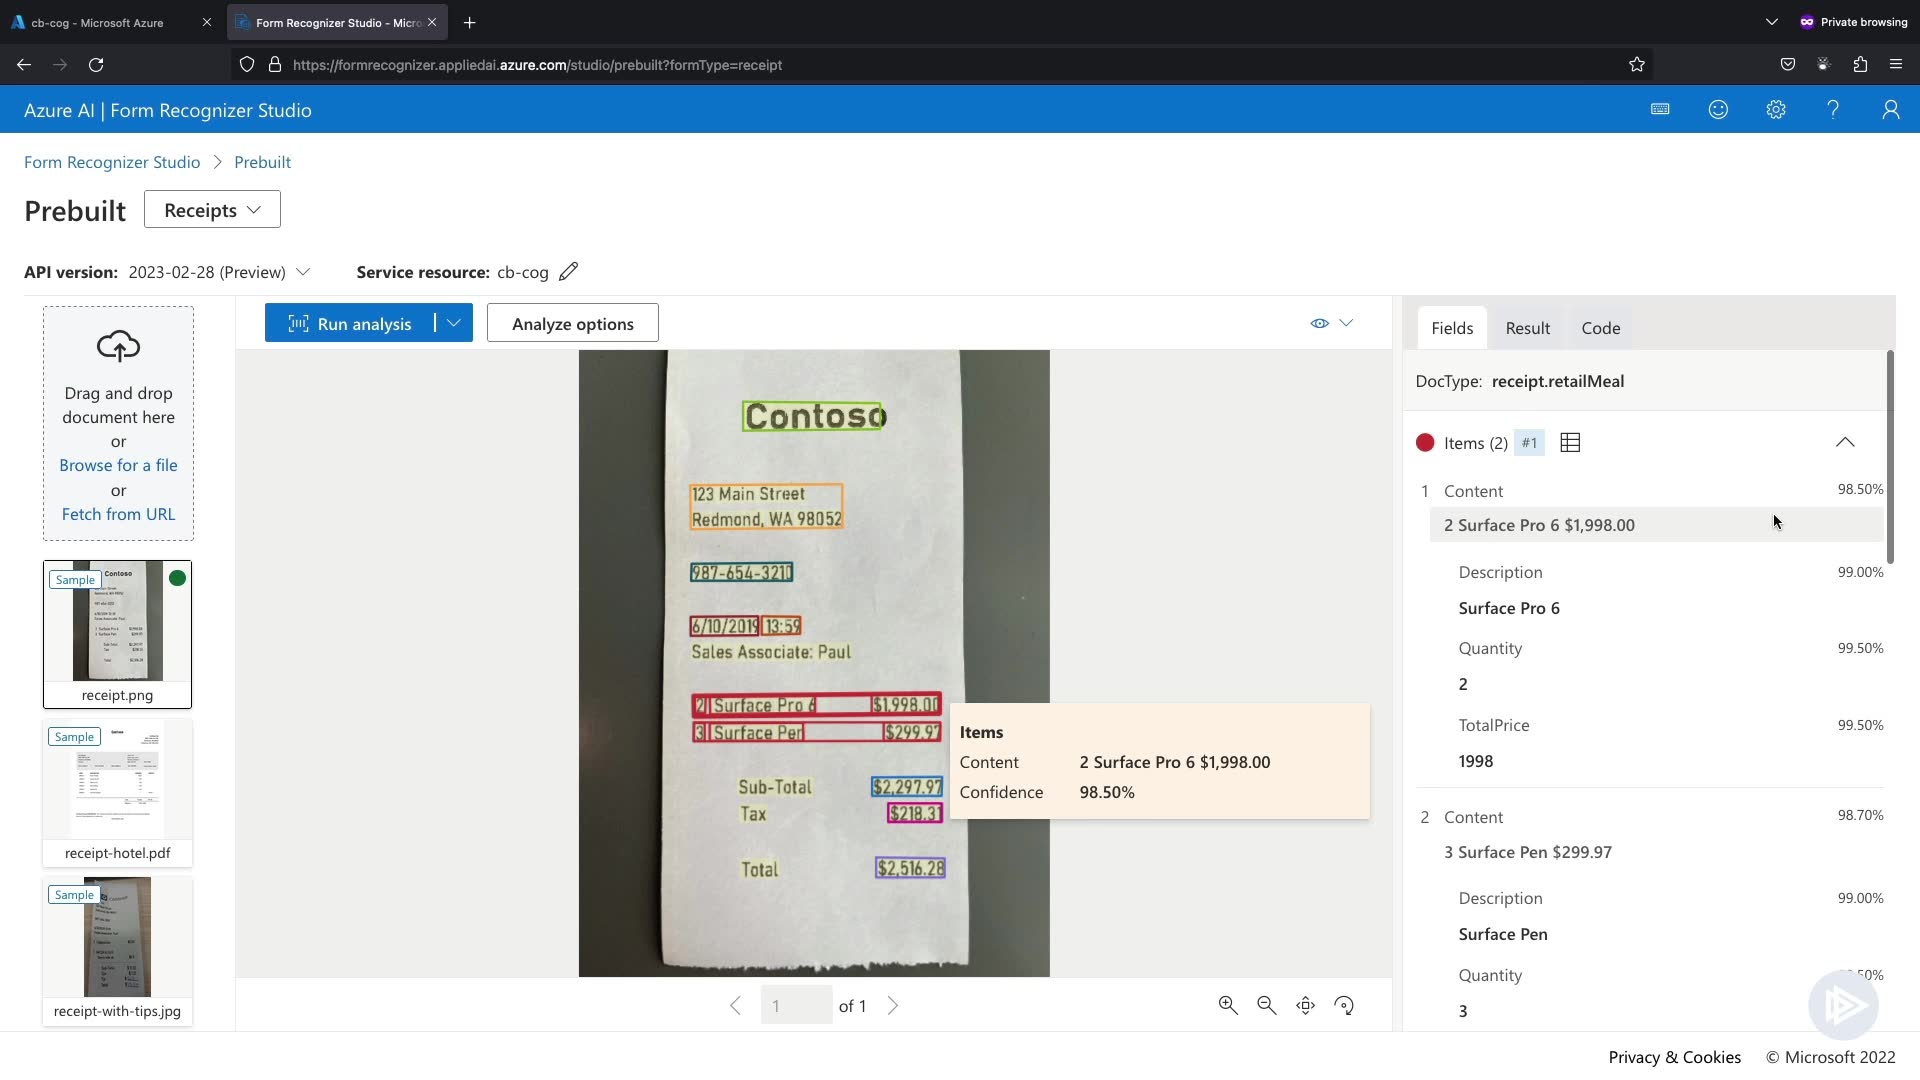 cb-cog - Microsoft Azure
Form Recognizer Studio - Micro
Private browsing
https://formrecognizer.appliedai.azure.com/studio/prebuilt?formType=receipt
Azure AI | Form Recognizer Studio
Form Recognizer Studio > Prebuilt
Prebuilt
Receipts
API version: 2023-02-28 (Preview)
Service resource: cb-cog
Drag and drop
document here
or
Browse for a file
or
Fetch from URL
Sample
Contoso
receipt.png
Sample
receipt-hotel.pdf
Sample
receipt-with-tips.jpg
Run analysis
Analyze options
Contoso
123 Main Street
Redmond, WA 98052
987-654-3210
6/10/2019 13:59
Sales Associate: Paul
2 Surface Pro 6 $1,998.00
3 Surface Pen $299.97
Sub-Total $2,297.97
Tax $218.31
Total $2,516.28
Items
Content 2 Surface Pro 6 $1,998.00
Confidence 98.50%
1 of 1
Fields
Result
Code
DocType: receipt.retailMeal
Items (2) #1
1 Content 98.50%
2 Surface Pro 6 $1,998.00
Description 99.00%
Surface Pro 6
Quantity 99.50%
2
TotalPrice 99.50%
1998
2 Content 98.70%
3 Surface Pen $299.97
Description 99.00%
Surface Pen
Quantity
3
Privacy & Cookies © Microsoft 2022